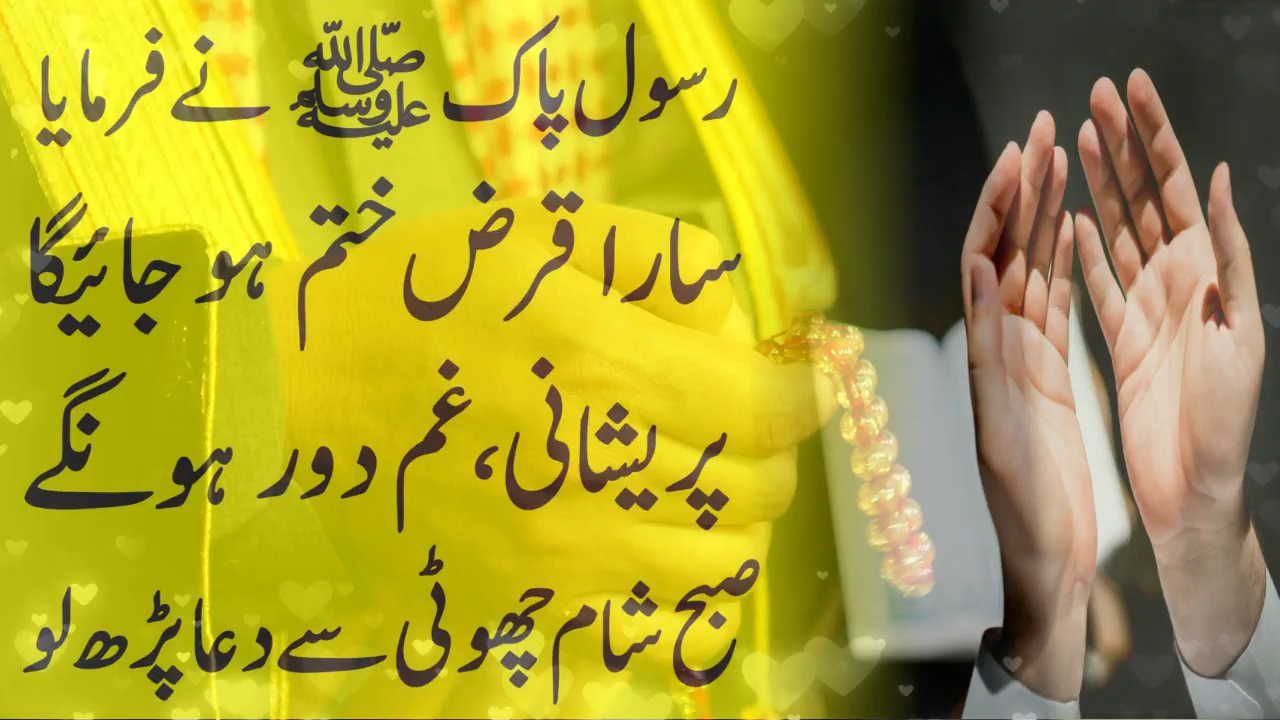 رسول پاک ﷺ نے فرمایا
سارا قرض ختم ہو جائیگا
پریشانی، غم دور ہونگے
صبح شام چھوٹی سے دعا پڑھ لو